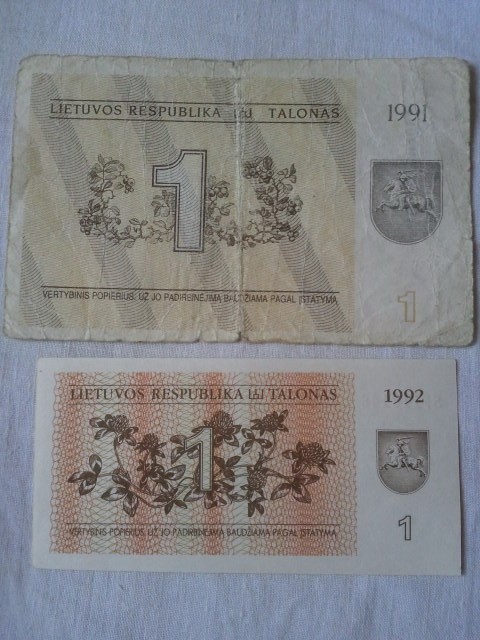 LIETUVOS RESPUBLIKA TALONAS
1991
1
VERTYBINIS POPIERIUS, UŽ JO PADIRBINĖJIMĄ BAUDŽIAMA PAGAL ĮSTATYMĄ
1
LIETUVOS RESPUBLIKA TALONAS
1992
1
VERTYBINIS POPIERIUS, UŽ JO PADIRBINĖJIMĄ BAUDŽIAMA PAGAL ĮSTATYMĄ
1